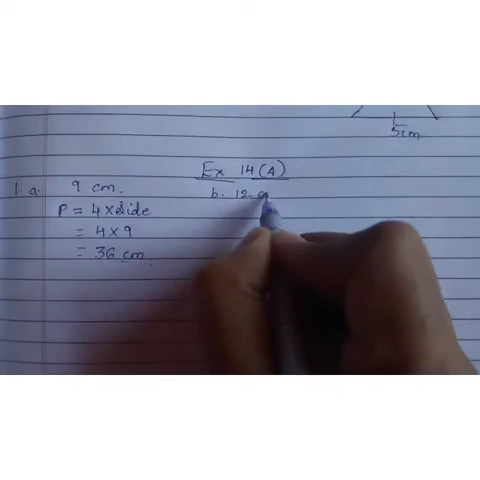 5cm
Ex 14 (A)
1. a. 9 cm.
b. 12 c
P = 4 x side
= 4 x 9
= 36 cm.